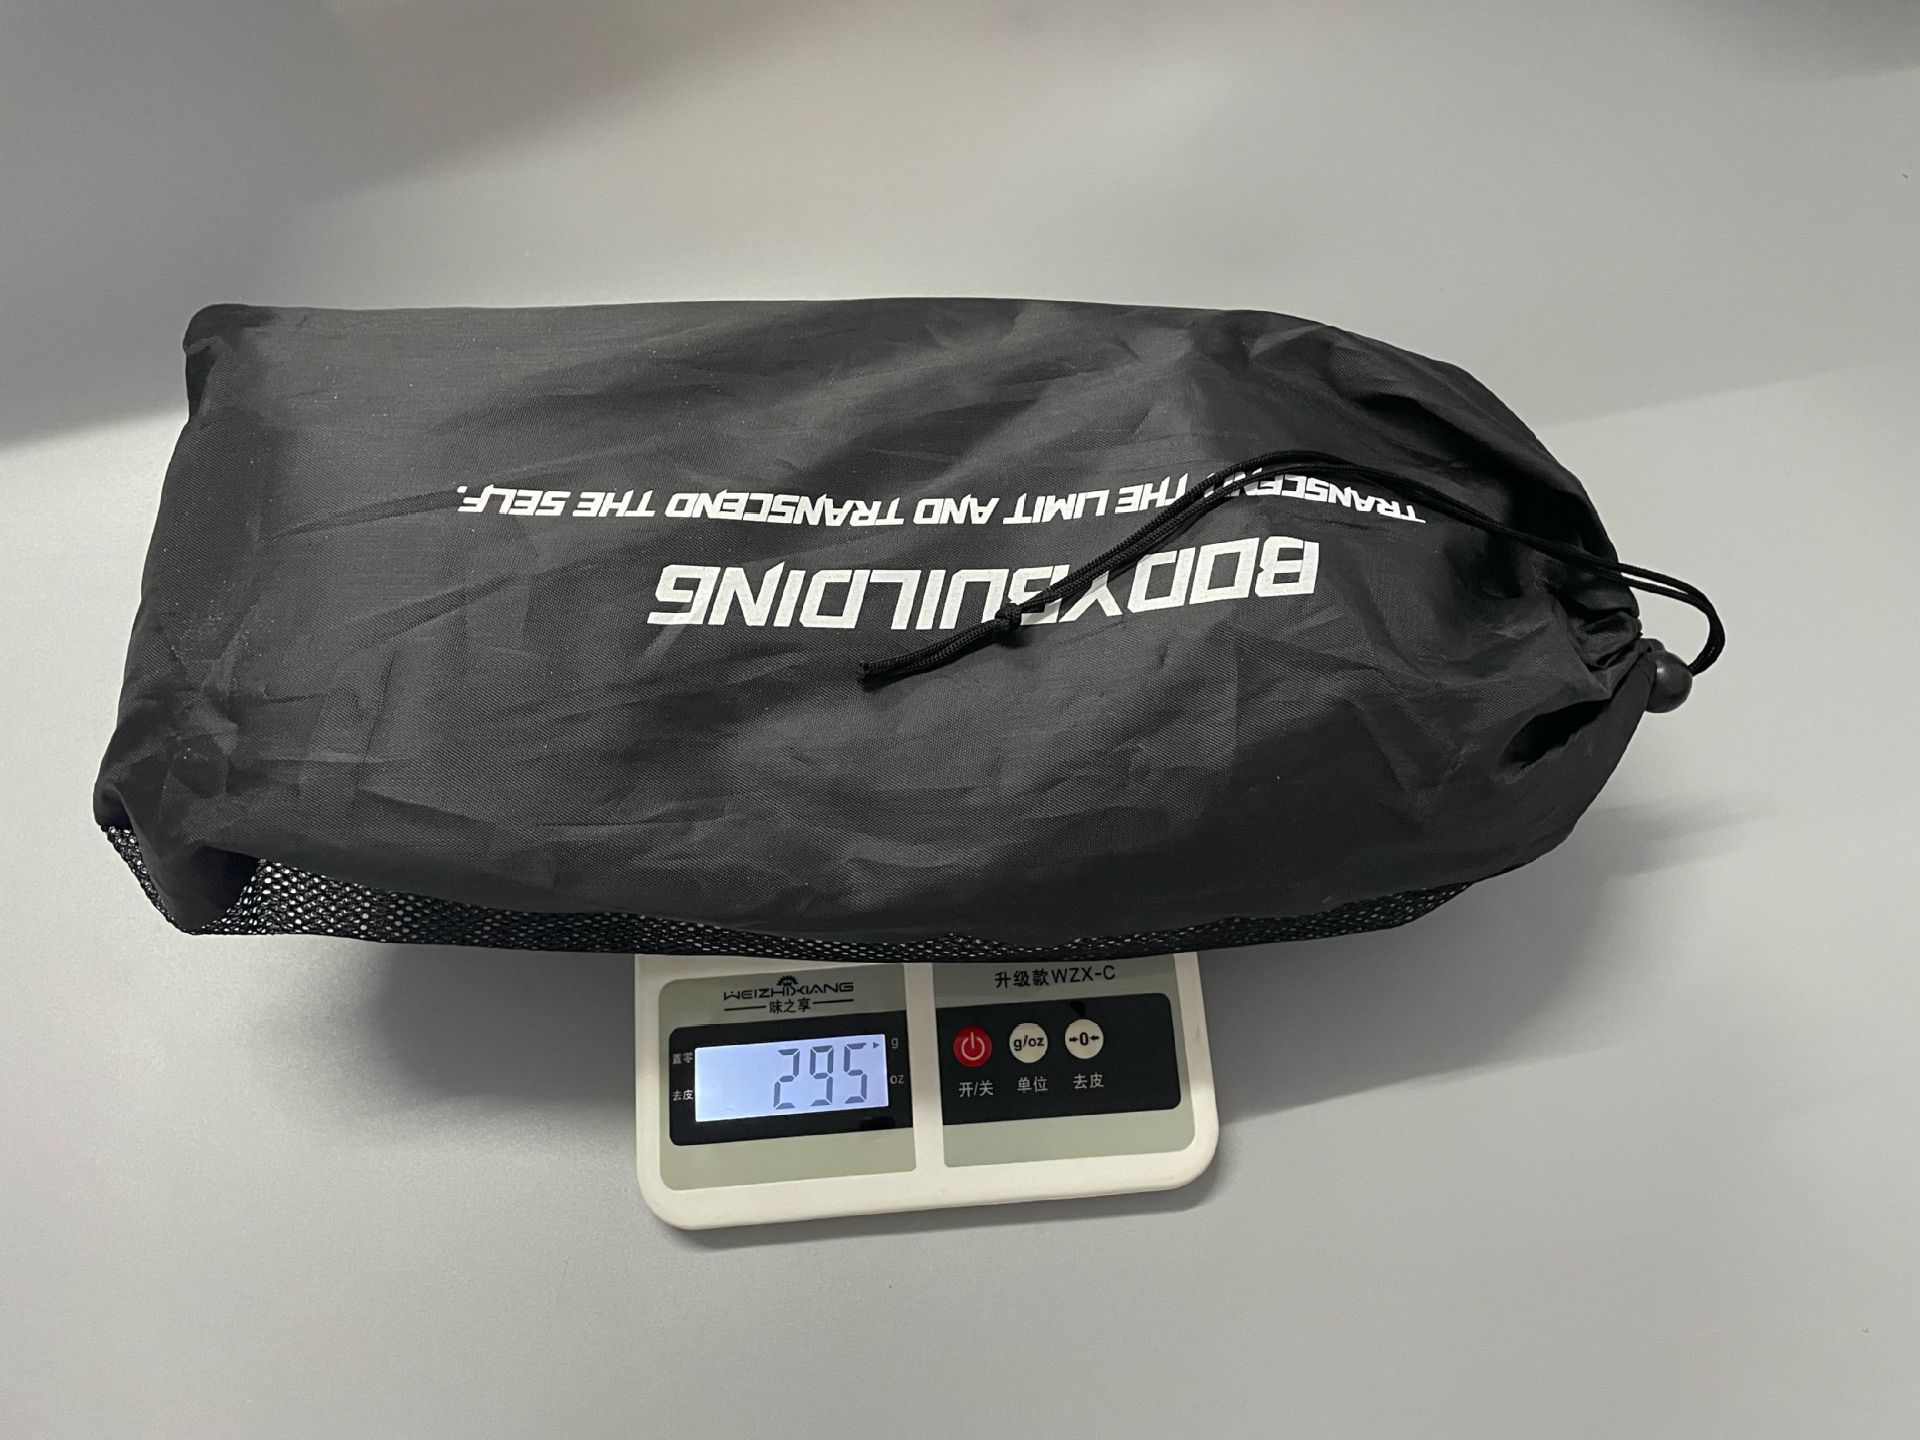 BODYBUILDING
TRANSCEND THE LIMIT AND TRANSCEND THE SELF.
WEIZHIXIANG
味之享
升级款WZX-C
置零
去皮
295
g
oz
g/oz
→0←
开/关
单位
去皮